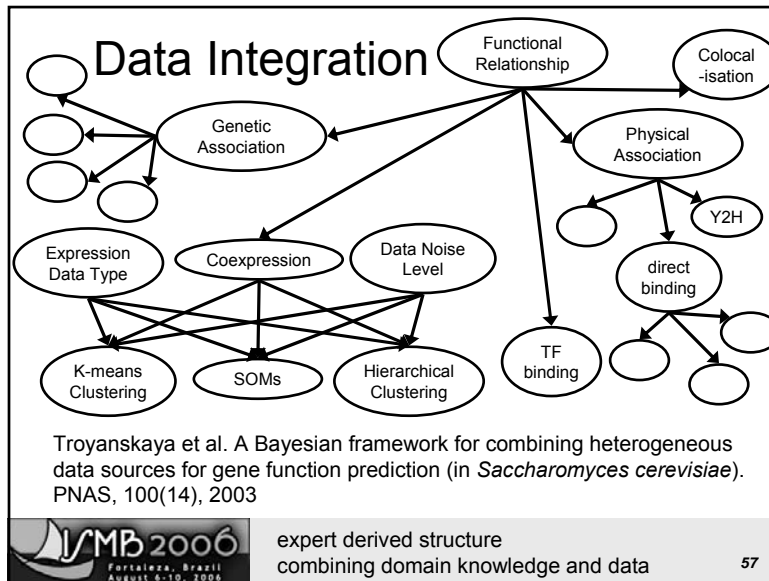 Data Integration
Functional
Relationship
Colocal
-isation
Genetic
Association
Physical
Association
Y2H
Expression
Data Type
Coexpression
Data Noise
Level
direct
binding
K-means
Clustering
SOMs
Hierarchical
Clustering
TF
binding
Troyanskaya et al. A Bayesian framework for combining heterogeneous
data sources for gene function prediction (in Saccharomyces cerevisiae).
PNAS, 100(14), 2003
ISMB 2006
Fortaleza, Brazil
August 6-10, 2006
expert derived structure
combining domain knowledge and data
57